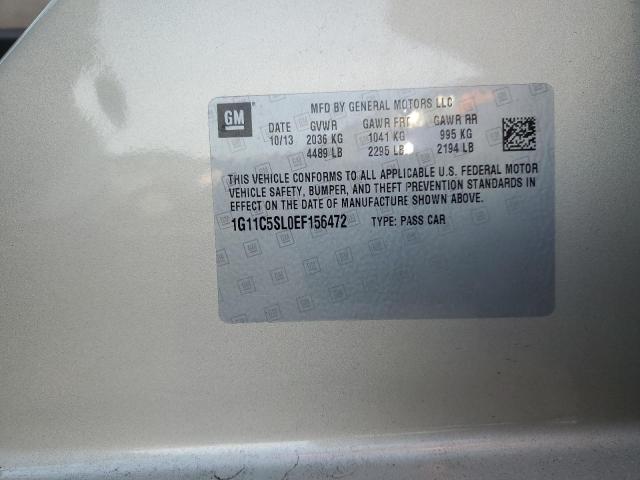 GM
MFD BY GENERAL MOTORS LLC
DATE GVWR GAWR FRT GAWR RR
10/13 2036 KG 1041 KG 995 KG
4489 LB 2295 LB 2194 LB
THIS VEHICLE CONFORMS TO ALL APPLICABLE U.S. FEDERAL MOTOR
VEHICLE SAFETY, BUMPER, AND THEFT PREVENTION STANDARDS IN
EFFECT ON THE DATE OF MANUFACTURE SHOWN ABOVE.
1G11C5SL0EF156472 TYPE: PASS CAR